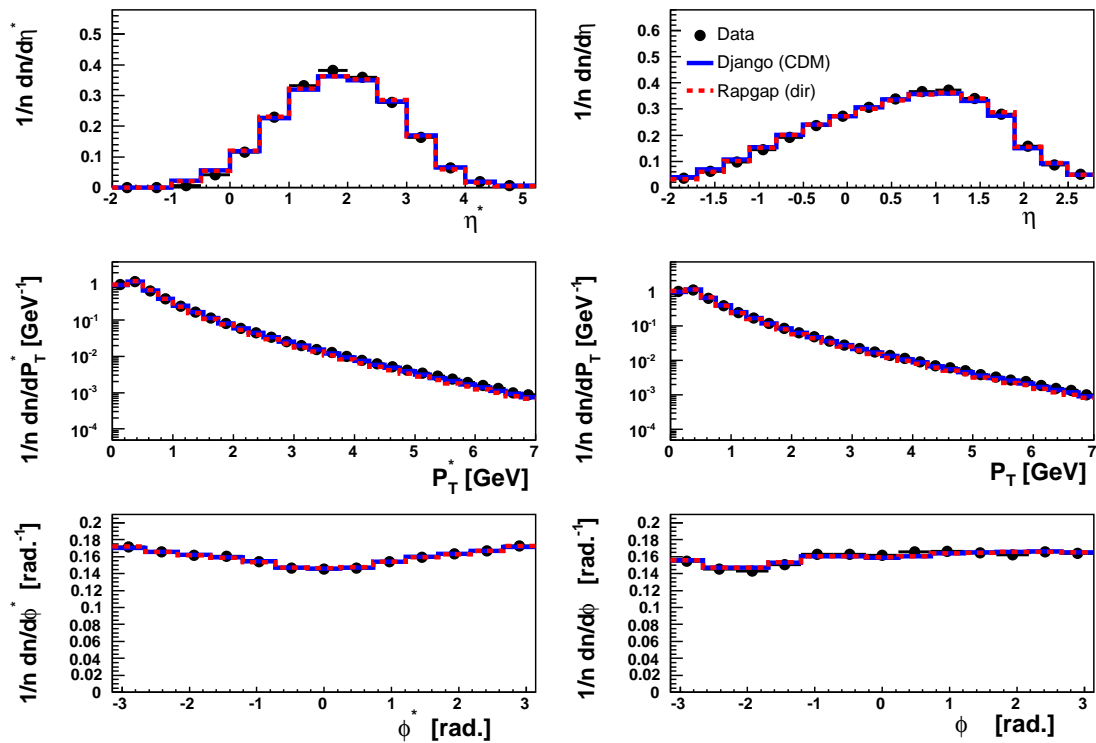 1/n dn/dη*
0.5
0.4
0.3
0.2
0.1
0
-2 -1 0 1 2 3 4 5
η*
1/n dn/dη
0.6
0.5
0.4
0.3
0.2
0.1
0
-2 -1.5 -1 -0.5 0 0.5 1 1.5 2 2.5
η
Data
Django (CDM)
Rapgap (dir)
1/n dn/dP_T^* [GeV^-1]
1
10^-1
10^-2
10^-3
10^-4
0 1 2 3 4 5 6 7
P_T^* [GeV]
1/n dn/dP_T [GeV^-1]
1
10^-1
10^-2
10^-3
10^-4
0 1 2 3 4 5 6 7
P_T [GeV]
1/n dn/dϕ* [rad.^-1]
0.2
0.18
0.16
0.14
0.12
0.1
0.08
0.06
0.04
0.02
0
-3 -2 -1 0 1 2 3
ϕ* [rad.]
1/n dn/dϕ [rad.^-1]
0.2
0.18
0.16
0.14
0.12
0.1
0.08
0.06
0.04
0.02
0
-3 -2 -1 0 1 2 3
ϕ [rad.]